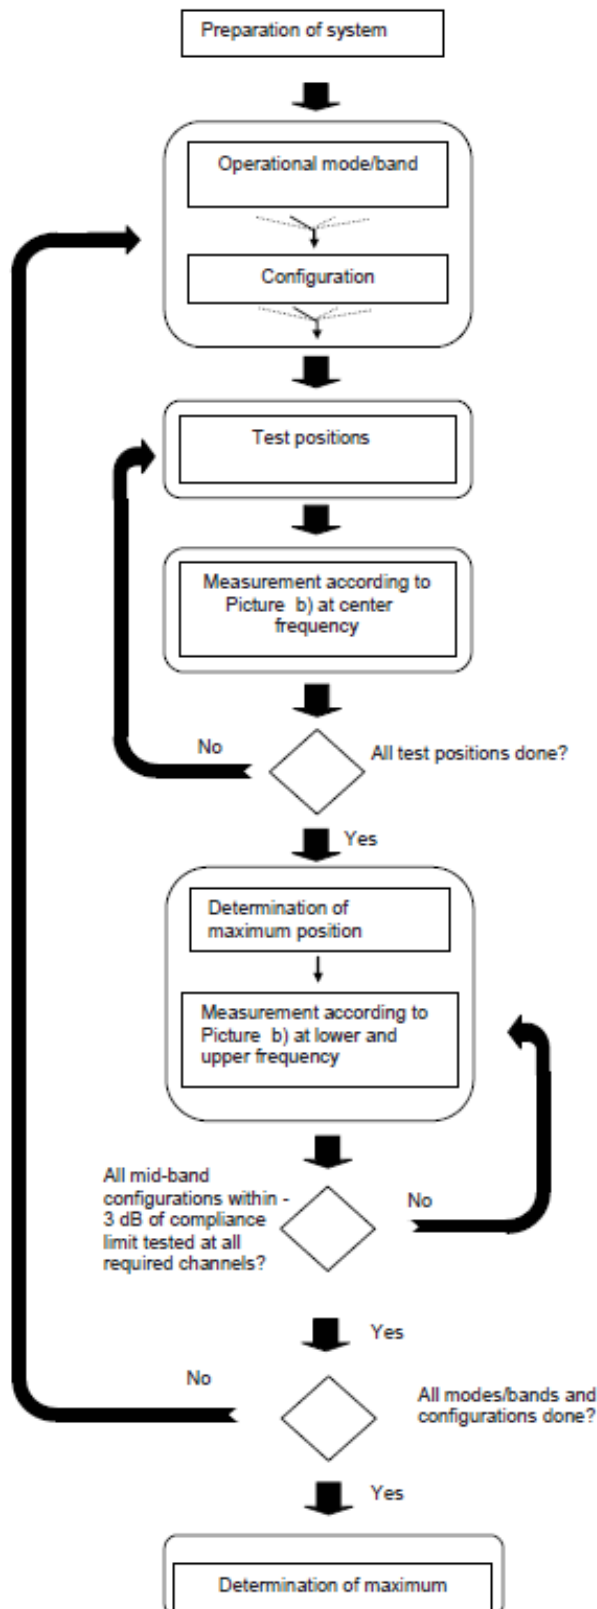 Preparation of system
Operational mode/band
Configuration
Test positions
Measurement according to
Picture b) at center
frequency
No
All test positions done?
Yes
Determination of
maximum position
Measurement according to
Picture b) at lower and
upper frequency
All mid-band
configurations within -
3 dB of compliance
limit tested at all
required channels?
No
Yes
No
All modes/bands and
configurations done?
Yes
Determination of maximum